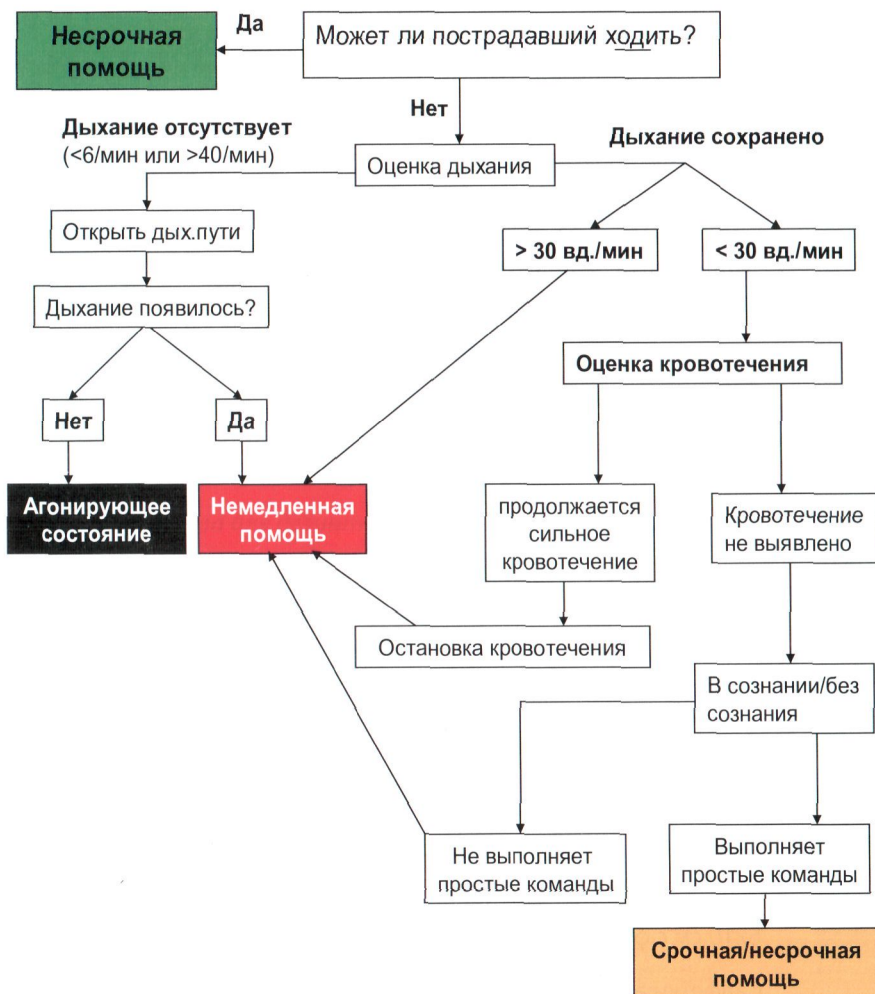 Несрочная
помощь
Да
Может ли пострадавший ходить?
Нет
Дыхание отсутствует
(<6/мин или >40/мин)
Дыхание сохранено
Оценка дыхания
Открыть дых.пути
> 30 вд./мин
< 30 вд./мин
Дыхание появилось?
Оценка кровотечения
Нет
Да
Агонирующее
состояние
Немедленная
помощь
продолжается
сильное
кровотечение
Кровотечение
не выявлено
Остановка кровотечения
В сознании/без
сознания
Не выполняет
простые команды
Выполняет
простые команды
Срочная/несрочная
помощь